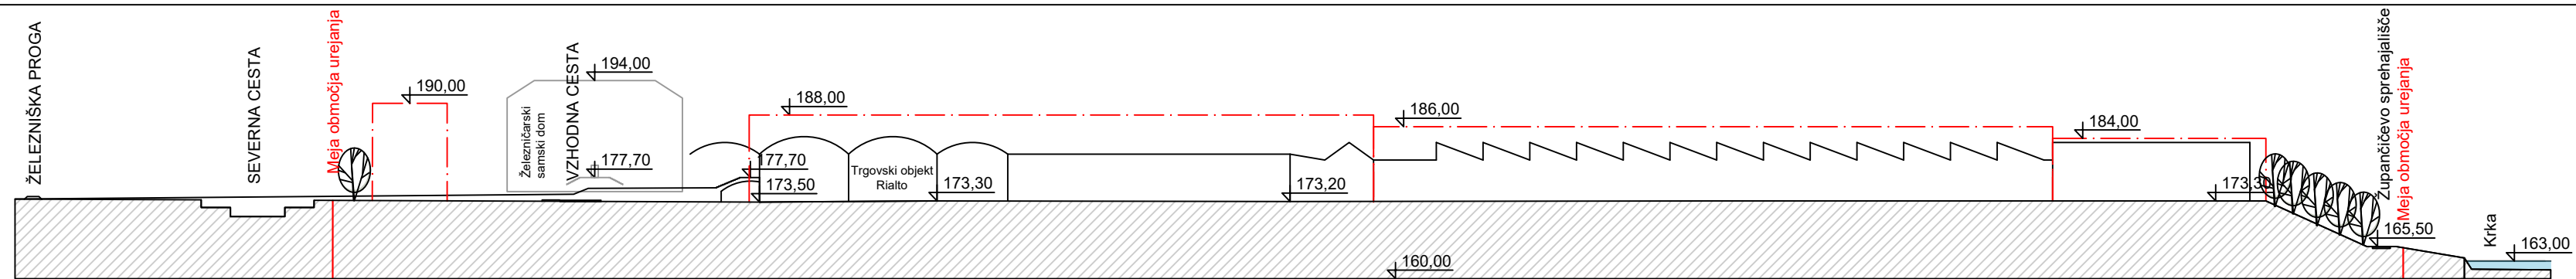 ŽELEZNIŠKA PROGA
SEVERNA CESTA
Meja območja urejanja
190,00
Železničarski
samski dom
VZHODNA CESTA
194,00
177,70
188,00
177,70
173,50
Trgovski objekt
Rialto
173,30
173,20
186,00
160,00
184,00
173,30
Župančičevo sprehajališče
Meja območja urejanja
165,50
Krka
163,00